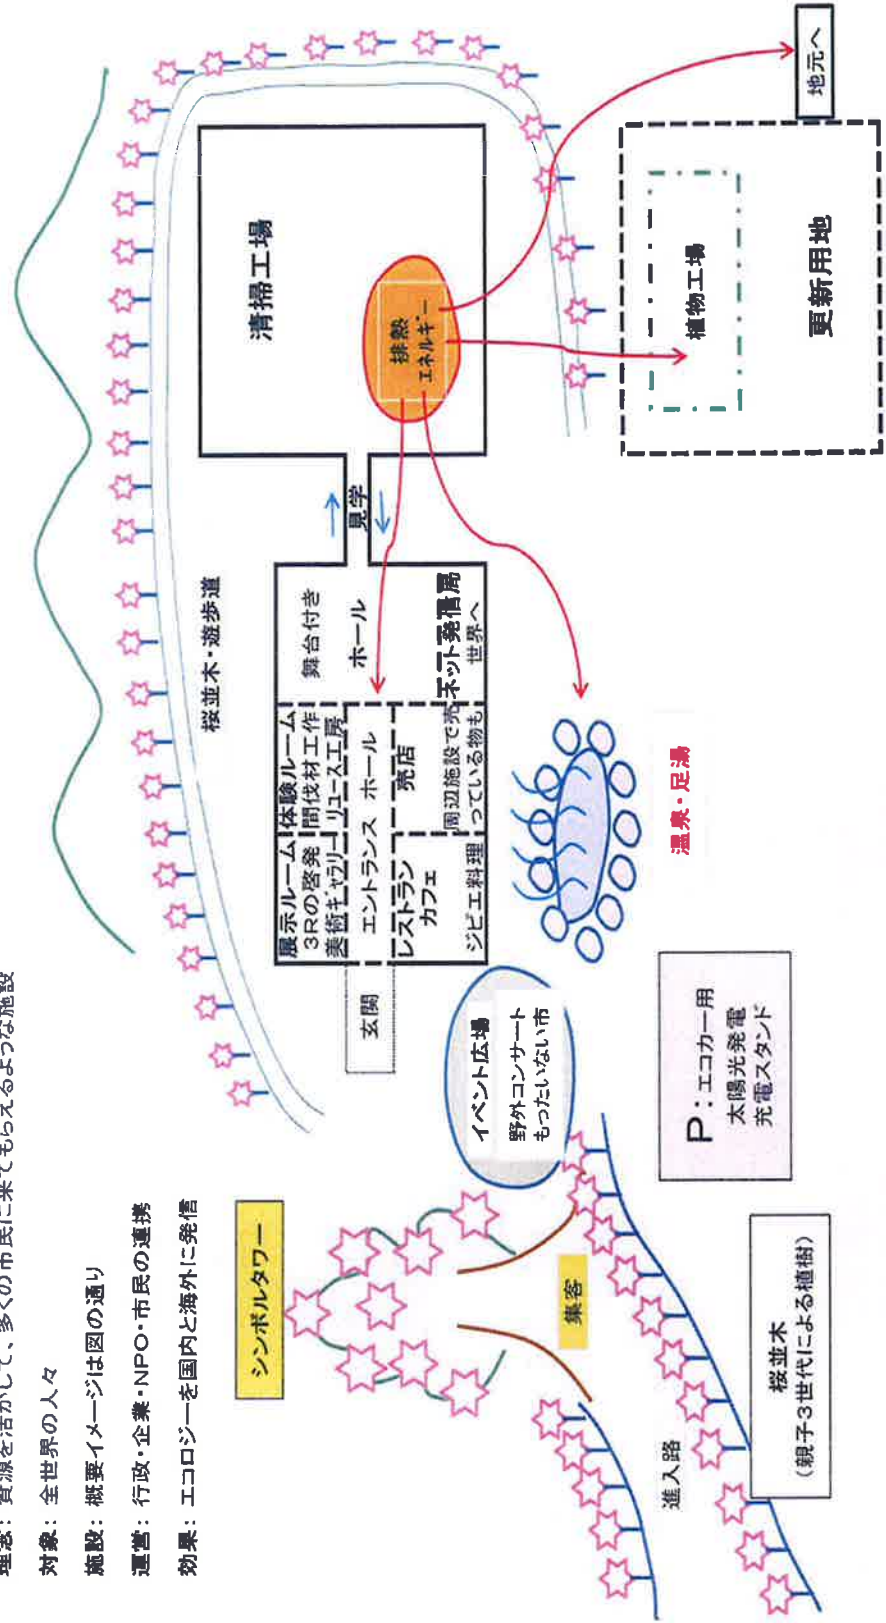 理念：資源を活かして、多くの市民に来てもらえるような施設
対象：全世界の人々
施設：概要イメージは図の通り
運営：行政・企業・NPO・市民の連携
効果：エコロジーを国内と海外に発信
シンボルタワー
集客
進入路
桜並木
（親子3世代による植樹）
P：エコカー用
太陽光発電
充電スタンド
イベント広場
野外コンサート
もったいない市
玄関
桜並木・遊歩道
展示ルーム
3Rの啓発
美術ギャラリー
体験ルーム
間伐材工作
リユース工房
エントランス ホール
レストラン
カフェ
ジビエ料理
売店
周辺施設で売
っている物も
舞台付き
ホール
ネット発信局
世界へ
見学
温泉・足湯
清掃工場
排熱
エネルギー
植物工場
更新用地
地元へ